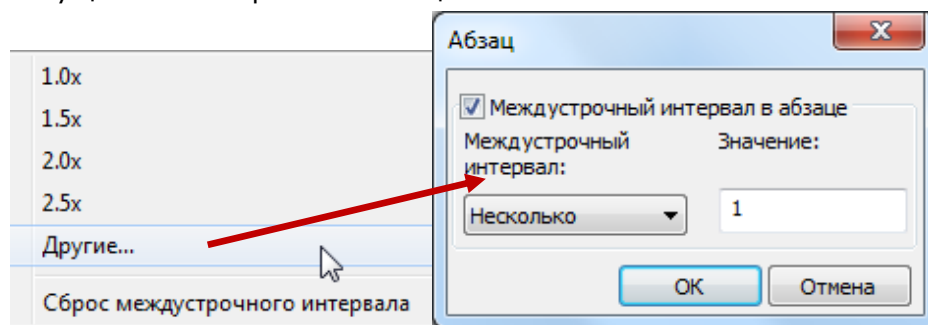 1.0x
1.5x
2.0x
2.5x
Другие...
Сброс междустрочного интервала
Абзац
Междустрочный интервал в абзаце
Междустрочный
интервал:
Значение:
Несколько
1
ОК
Отмена